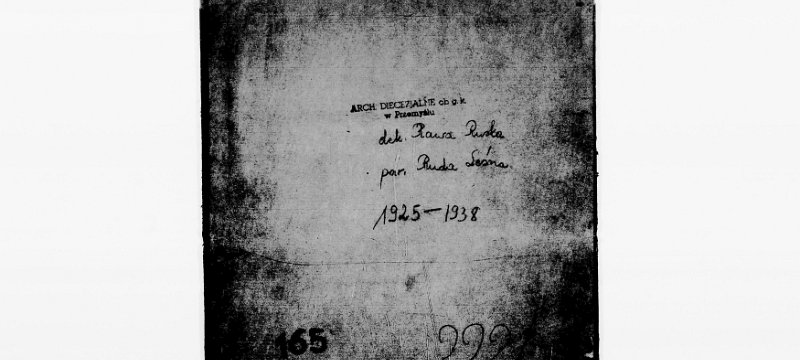 ARCH. DIECEZJALNE ob. g. k.
w Przemyślu
dek. Rawa Ruska
par. Ruda Leśna
1925-1938
165